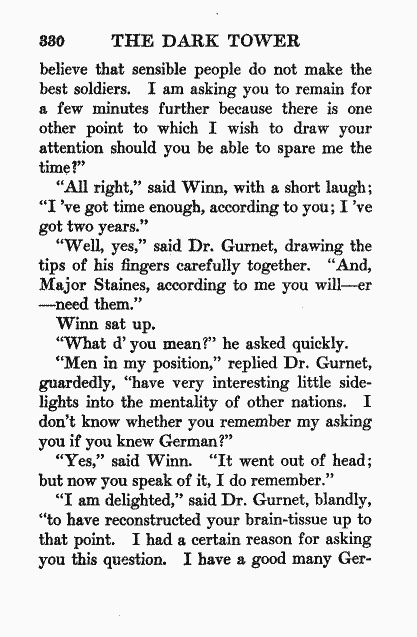 330 THE DARK TOWER
believe that sensible people do not make the
best soldiers. I am asking you to remain for
a few minutes further because there is one
other point to which I wish to draw your
attention should you be able to spare me the
time?”
“All right,” said Winn, with a short laugh;
“I ’ve got time enough, according to you; I ’ve
got two years.”
“Well, yes,” said Dr. Gurnet, drawing the
tips of his fingers carefully together. “And,
Major Staines, according to me you will—er
—need them.”
Winn sat up.
“What d’ you mean?” he asked quickly.
“Men in my position,” replied Dr. Gurnet,
guardedly, “have very interesting little side-
lights into the mentality of other nations. I
don’t know whether you remember my asking
you if you knew German?”
“Yes,” said Winn. “It went out of head;
but now you speak of it, I do remember.”
“I am delighted,” said Dr. Gurnet, blandly,
“to have reconstructed your brain-tissue up to
that point. I had a certain reason for asking
you this question. I have a good many Ger-